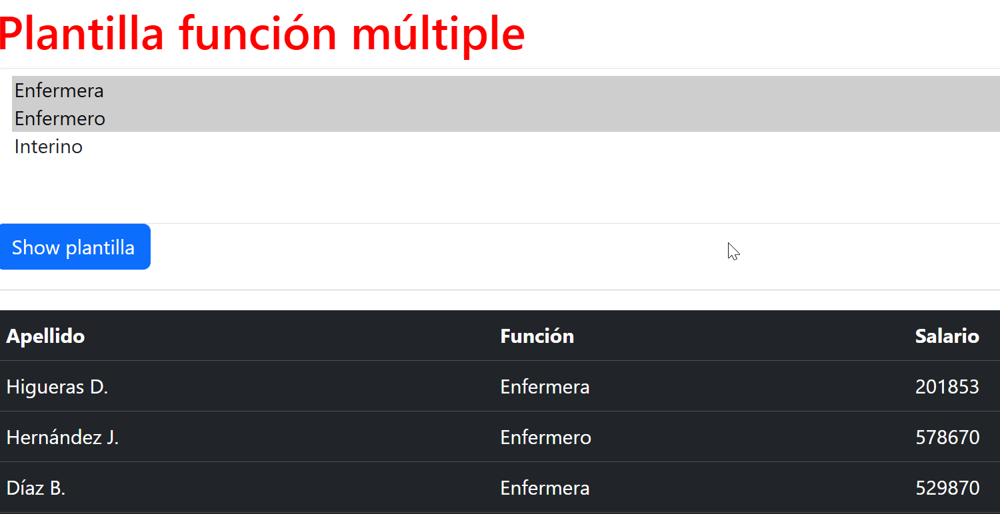 Plantilla función múltiple
Enfermera
Enfermero
Interino
Show plantilla
Apellido Función Salario
Higueras D. Enfermera 201853
Hernández J. Enfermero 578670
Díaz B. Enfermera 529870